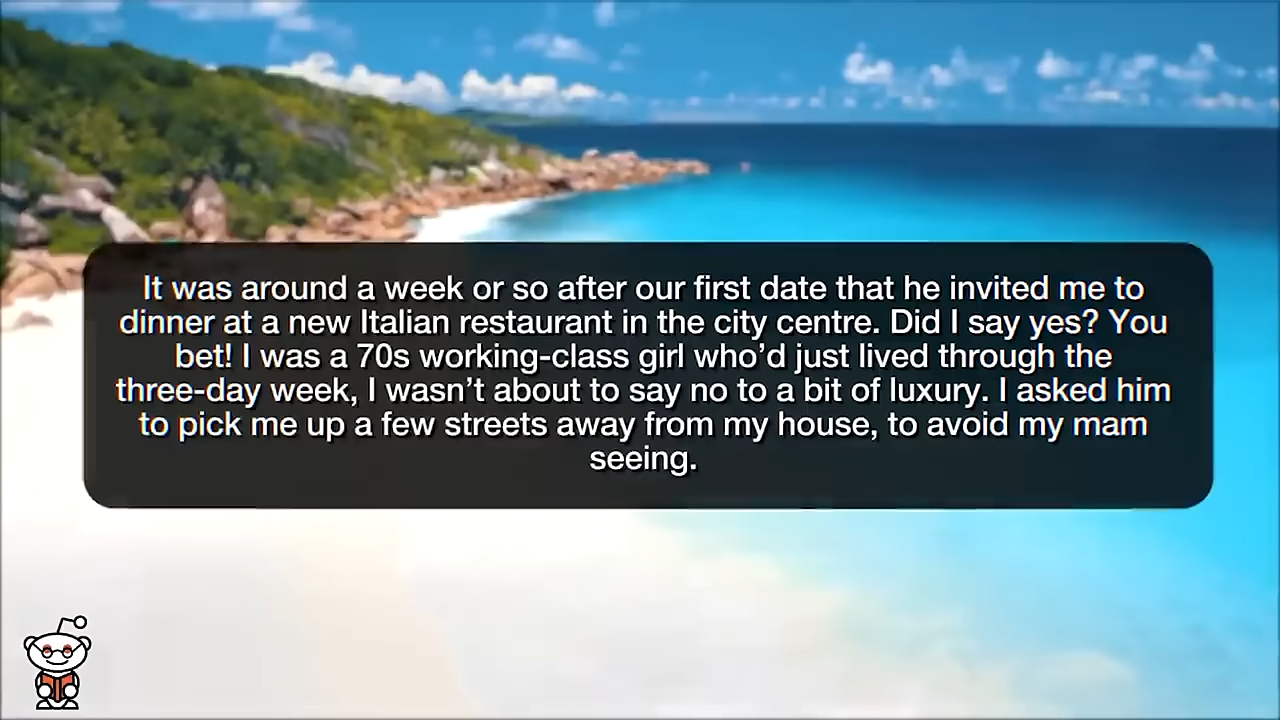 It was around a week or so after our first date that he invited me to
dinner at a new Italian restaurant in the city centre. Did I say yes? You
bet! I was a 70s working-class girl who’d just lived through the
three-day week, I wasn’t about to say no to a bit of luxury. I asked him
to pick me up a few streets away from my house, to avoid my mam
seeing.